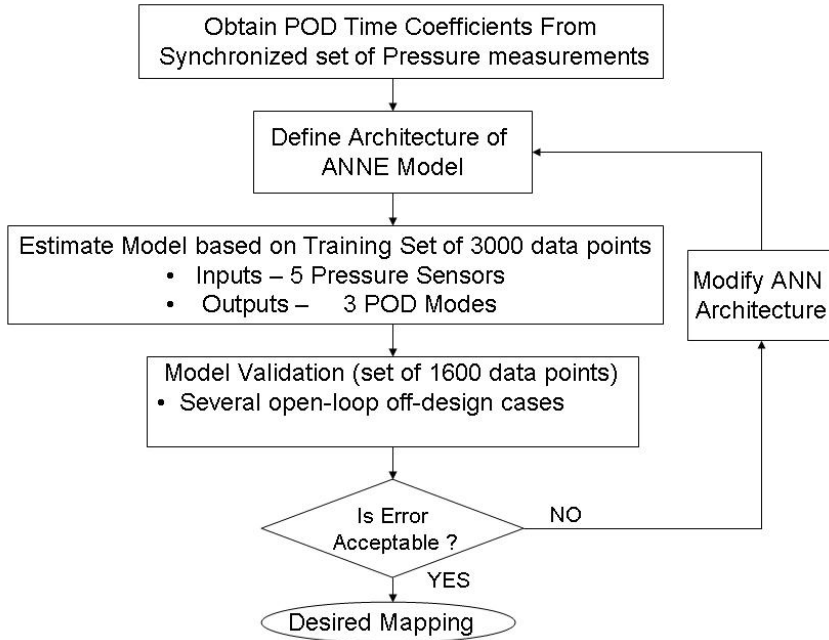 Obtain POD Time Coefficients From
Synchronized set of Pressure measurements
Define Architecture of
ANNE Model
Estimate Model based on Training Set of 3000 data points
• Inputs – 5 Pressure Sensors
• Outputs – 3 POD Modes
Modify ANN
Architecture
Model Validation (set of 1600 data points)
• Several open-loop off-design cases
Is Error
Acceptable ?
NO
YES
Desired Mapping